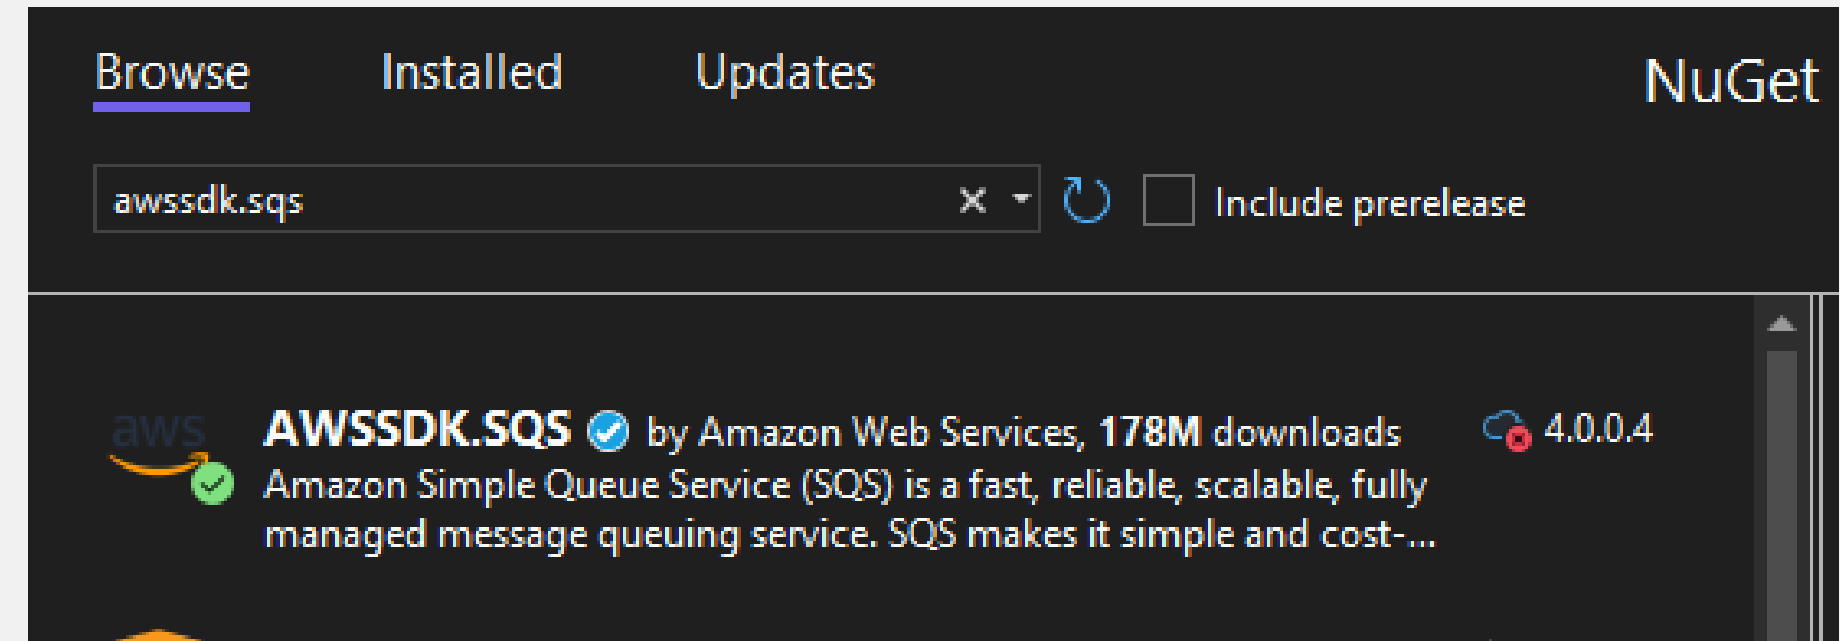 Browse Installed Updates NuGet
awssdk.sqs Include prerelease
aws AWSSDK.SQS by Amazon Web Services, 178M downloads 4.0.0.4
Amazon Simple Queue Service (SQS) is a fast, reliable, scalable, fully
managed message queuing service. SQS makes it simple and cost-...